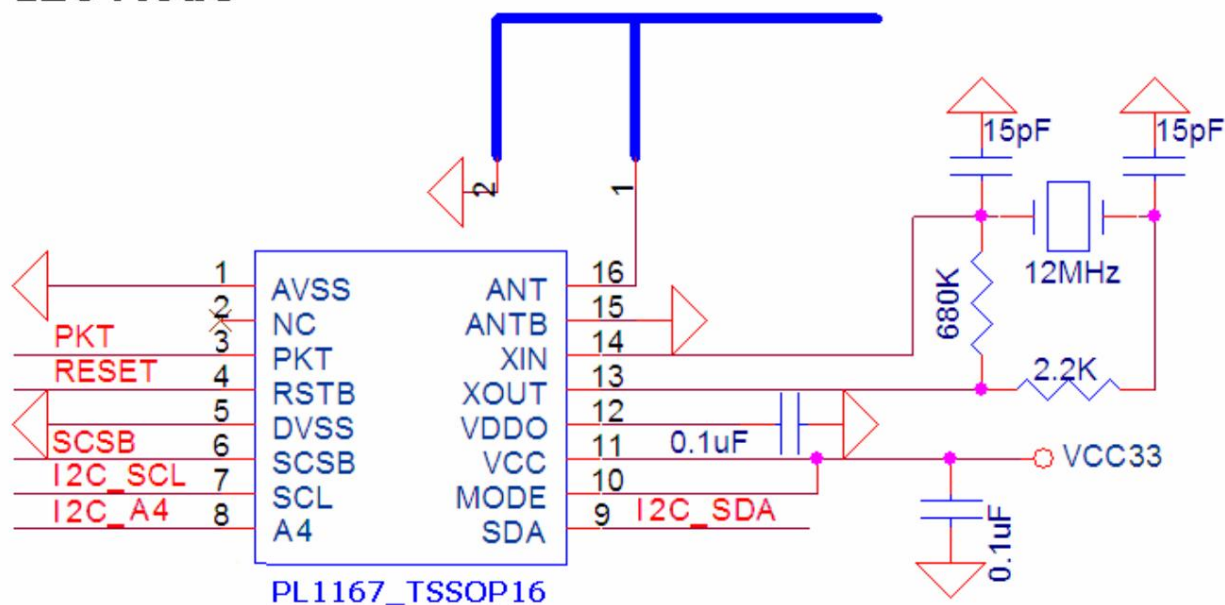 15pF
15pF
2
1
12MHz
680K
2.2K
1
AVSS
ANT
16
2
NC
ANTB
15
PKT
3
PKT
XIN
14
RESET
4
RSTB
XOUT
13
5
DVSS
VDDO
12
0.1uF
SCSB
6
SCSB
VCC
11
VCC33
I2C_SCL
7
SCL
MODE
10
I2C_A4
8
A4
SDA
9
I2C_SDA
0.1uF
PL1167_TSSOP16